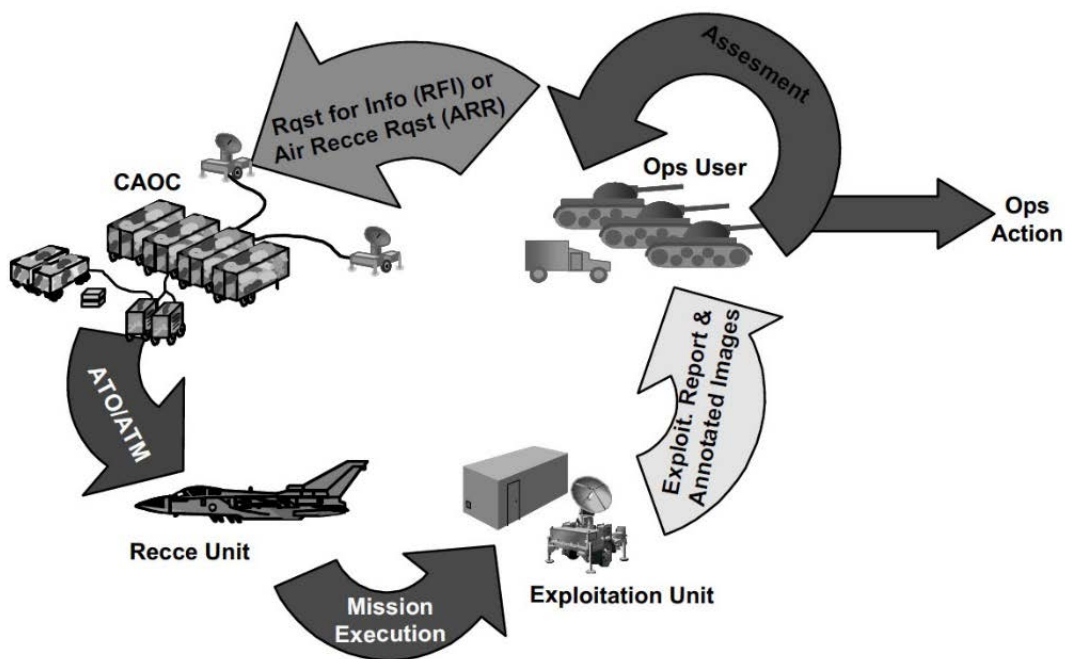 Assesment
Rqst for Info (RFI) or
Air Recce Rqst (ARR)
CAOC
Ops User
Ops
Action
Exploit. Report &
Annotated Images
ATO/ATM
Recce Unit
Exploitation Unit
Mission
Execution